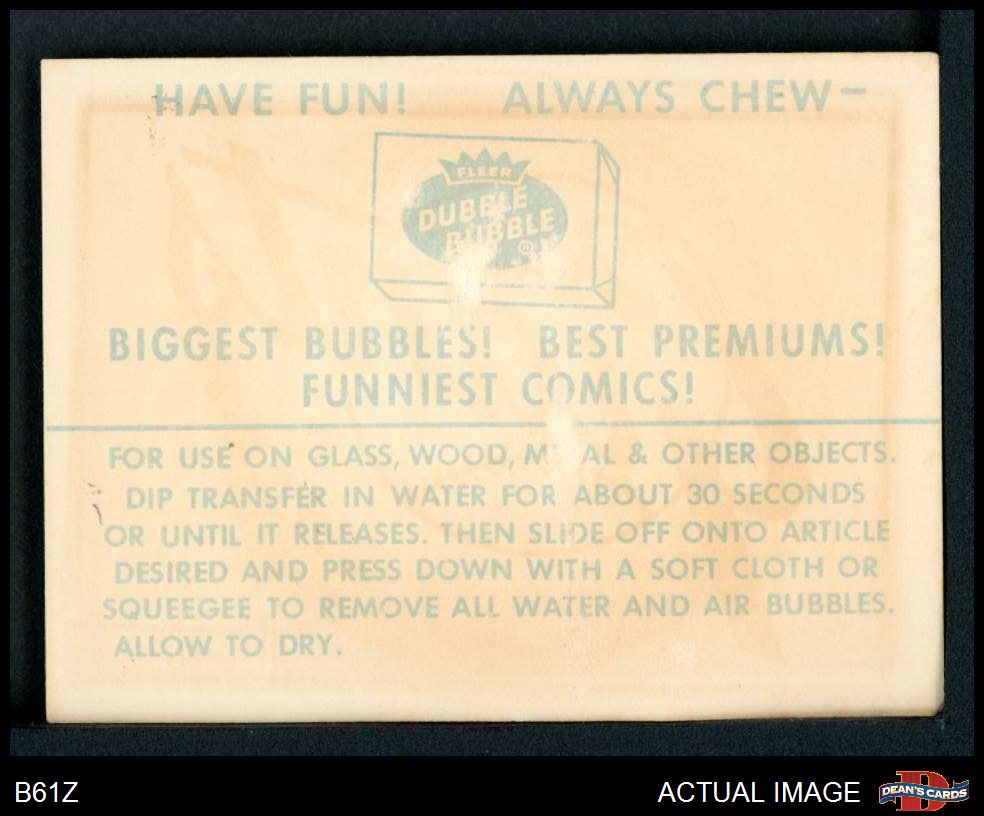 HAVE FUN! ALWAYS CHEW—
FLEER
DUBBLE
BUBBLE
®
BIGGEST BUBBLES! BEST PREMIUMS!
FUNNIEST COMICS!
FOR USE ON GLASS, WOOD, M AL & OTHER OBJECTS.
DIP TRANSFER IN WATER FOR ABOUT 30 SECONDS
OR UNTIL IT RELEASES. THEN SLIDE OFF ONTO ARTICLE
DESIRED AND PRESS DOWN WITH A SOFT CLOTH OR
SQUEEGEE TO REMOVE ALL WATER AND AIR BUBBLES.
ALLOW TO DRY.
B61Z ACTUAL IMAGE
D
DEAN'S CARDS